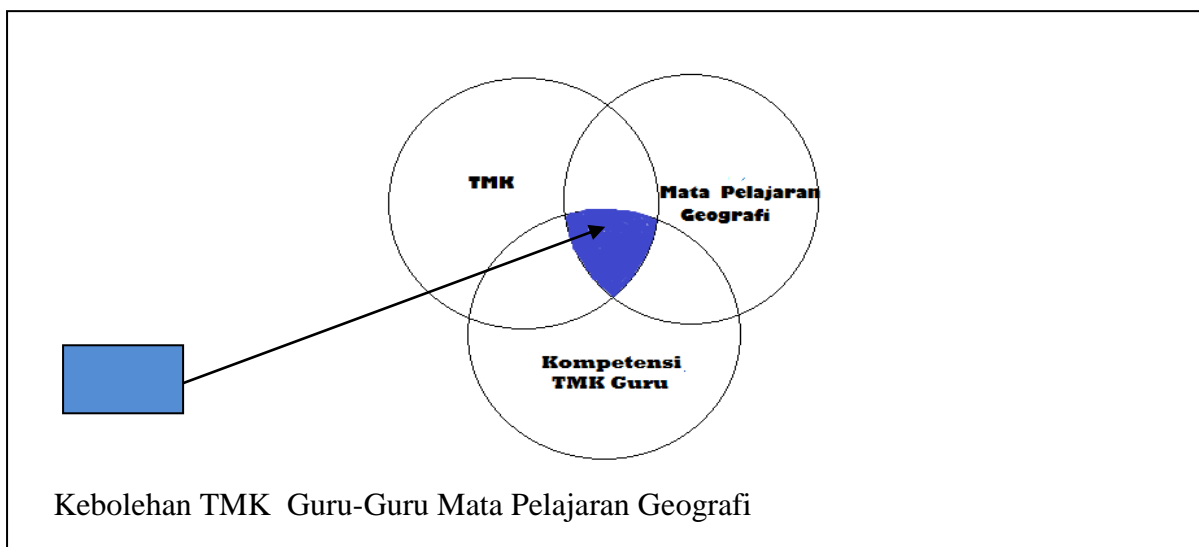 TMK
Mata Pelajaran
Geografi
Kompetensi
TMK Guru
Kebolehan TMK Guru-Guru Mata Pelajaran Geografi